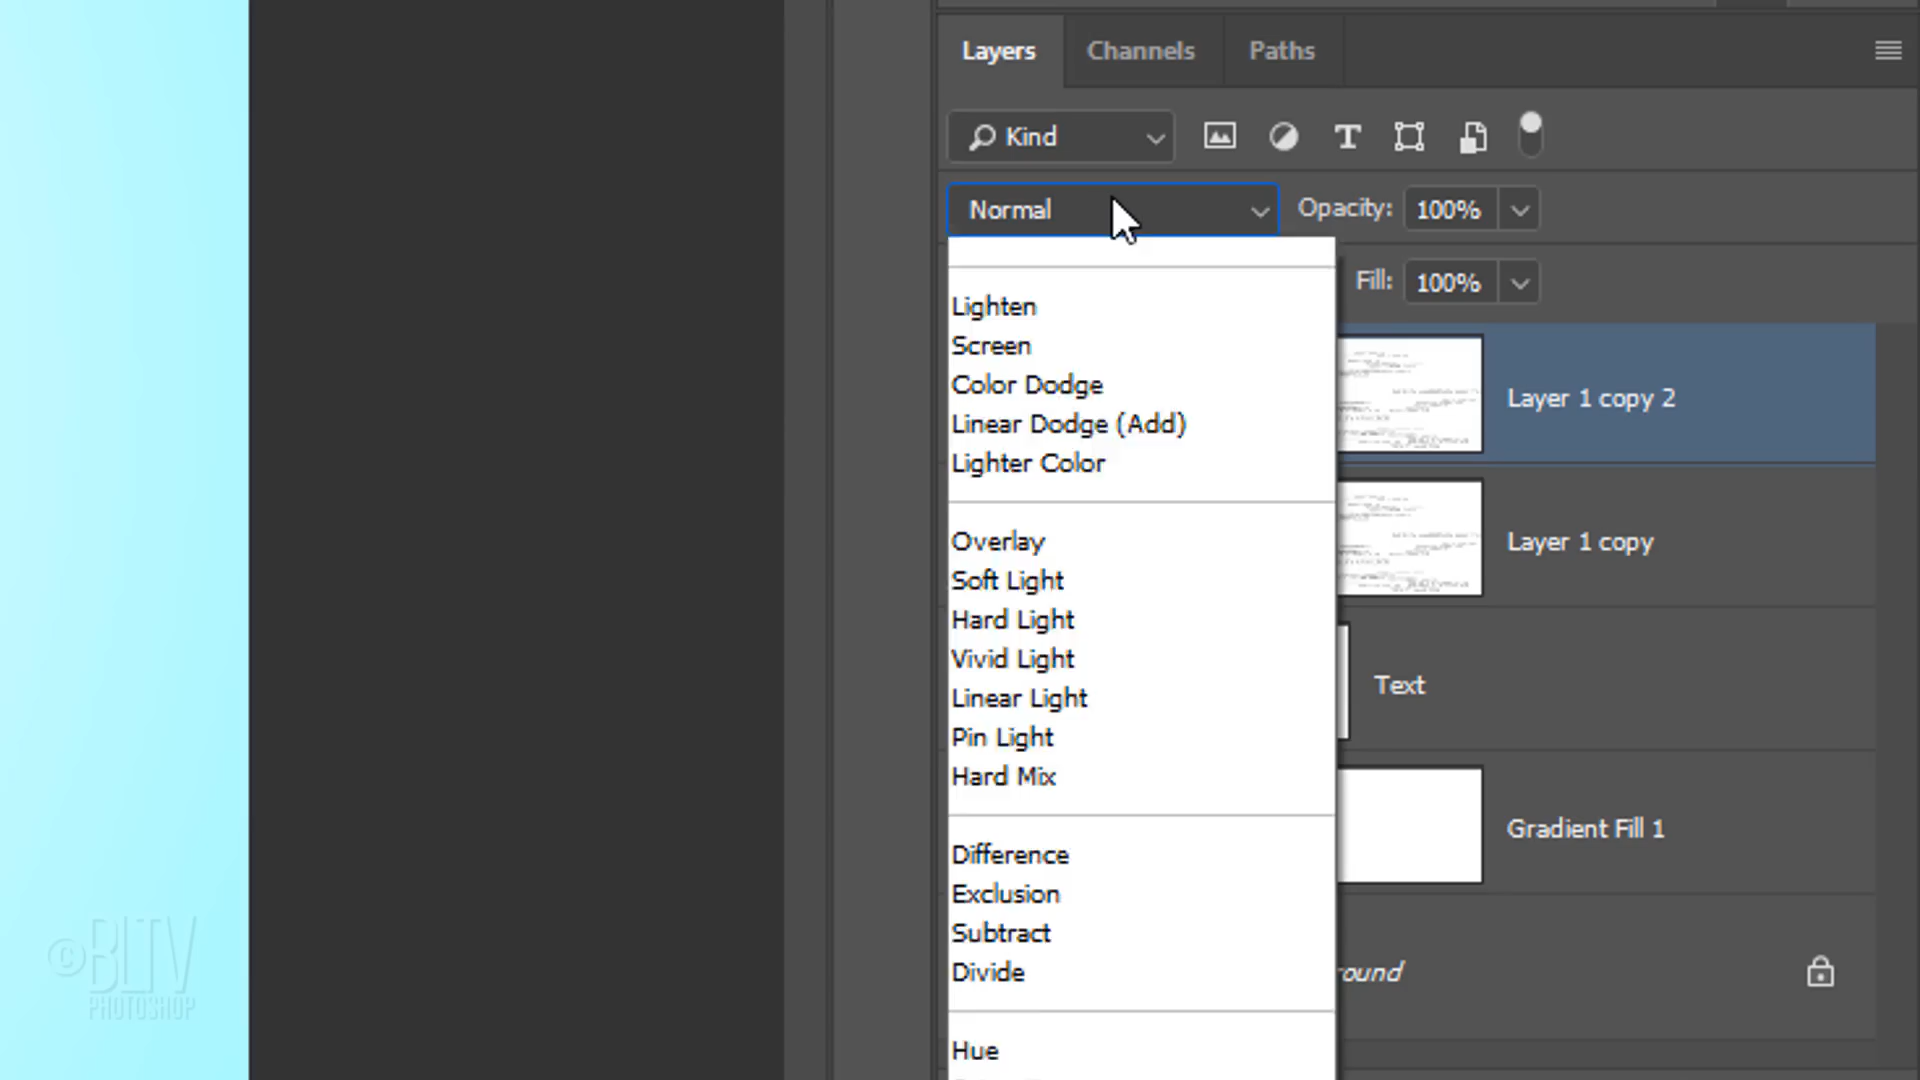 Layers Channels Paths
Kind
Normal Opacity: 100%
Fill: 100%
Lighten
Screen
Color Dodge
Linear Dodge (Add)
Lighter Color
Overlay
Soft Light
Hard Light
Vivid Light
Linear Light
Pin Light
Hard Mix
Difference
Exclusion
Subtract
Divide
Hue
Layer 1 copy 2
Layer 1 copy
Text
Gradient Fill 1
round
©BLTV
PHOTOSHOP